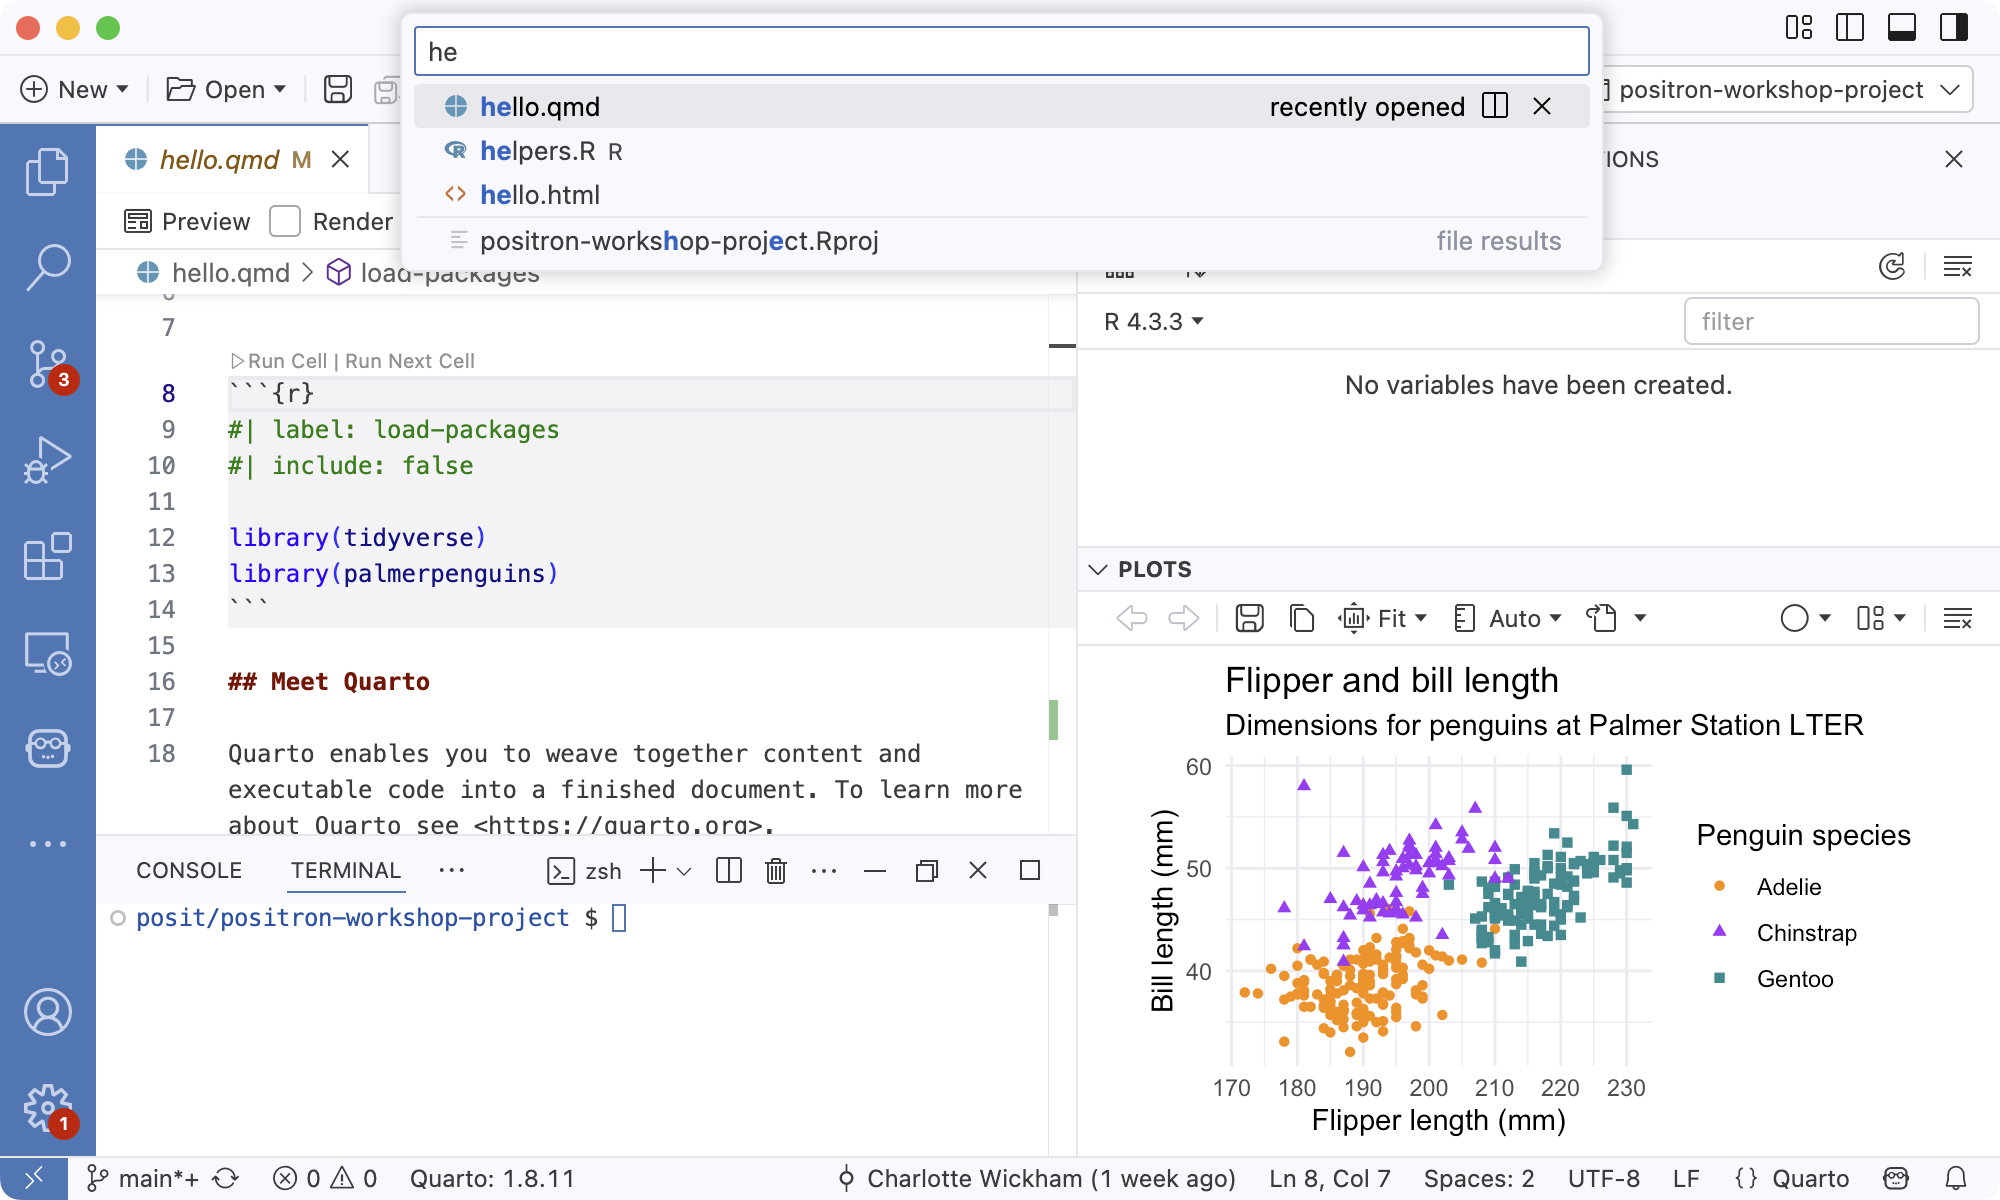 he
New
Open
positron-workshop-project
hello.qmd
recently opened
helpers.R R
hello.html
positron-workshop-project.Rproj
file results
hello.qmd M
IONS
Preview
Render
hello.qmd
load-packages
3
1
7
Run Cell | Run Next Cell
8 ```{r}
9 #| label: load-packages
10 #| include: false
11
12 library(tidyverse)
13 library(palmerpenguins)
14 ```
15
16 ## Meet Quarto
17
18 Quarto enables you to weave together content and
executable code into a finished document. To learn more
about Quarto see <https://quarto.org>.
CONSOLE
TERMINAL
zsh
posit/positron-workshop-project $
R 4.3.3
filter
No variables have been created.
PLOTS
Fit
Auto
Flipper and bill length
Dimensions for penguins at Palmer Station LTER
60
50
40
Bill length (mm)
170 180 190 200 210 220 230
Flipper length (mm)
Penguin species
Adelie
Chinstrap
Gentoo
main*+
0
0
Quarto: 1.8.11
Charlotte Wickham (1 week ago)
Ln 8, Col 7
Spaces: 2
UTF-8
LF
{} Quarto